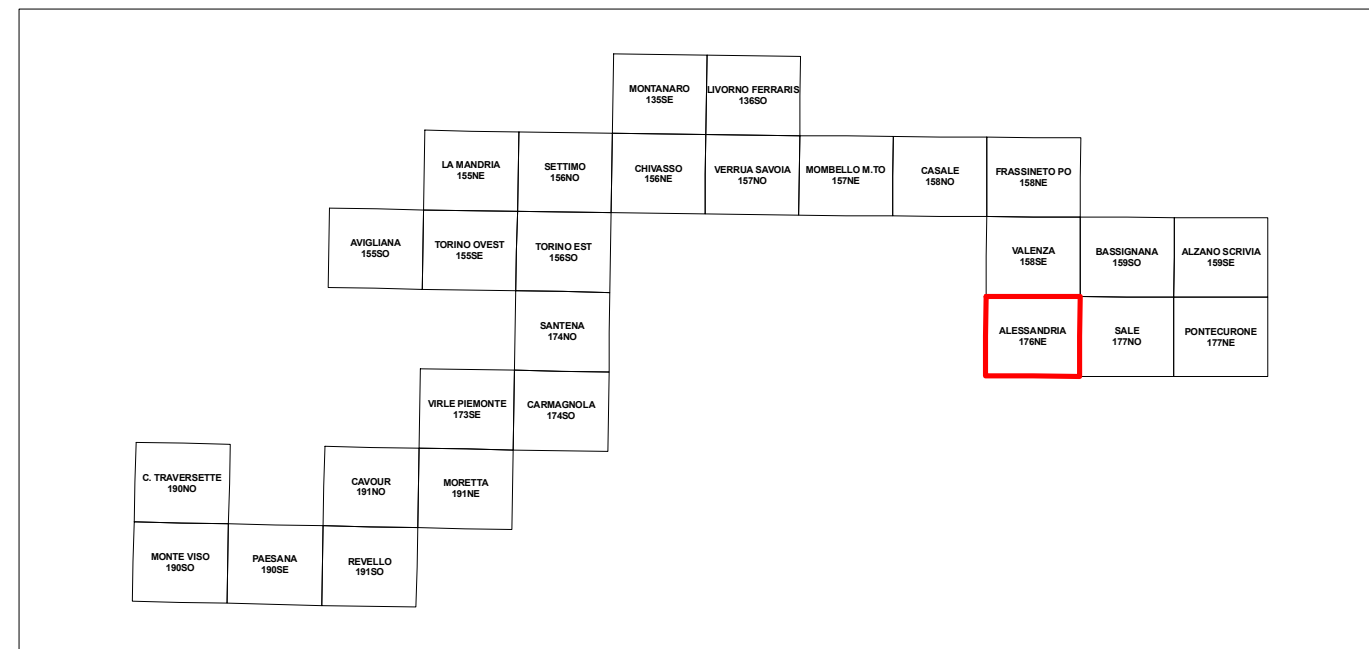 MONTANARO
135SE
LIVORNO FERRARIS
136SO
LA MANDRIA
155NE
SETTIMO
156NO
CHIVASSO
156NE
VERRUA SAVOIA
157NO
MOMBELLO M.TO
157NE
CASALE
158NO
FRASSINETO PO
158NE
AVIGLIANA
155SO
TORINO OVEST
155SE
TORINO EST
156SO
VALENZA
158SE
BASSIGNANA
159SO
ALZANO SCRIVIA
159SE
SANTENA
174NO
ALESSANDRIA
176NE
SALE
177NO
PONTECURONE
177NE
VIRLE PIEMONTE
173SE
CARMAGNOLA
174SO
C. TRAVERSETTE
190NO
CAVOUR
191NO
MORETTA
191NE
MONTE VISO
190SO
PAESANA
190SE
REVELLO
191SO